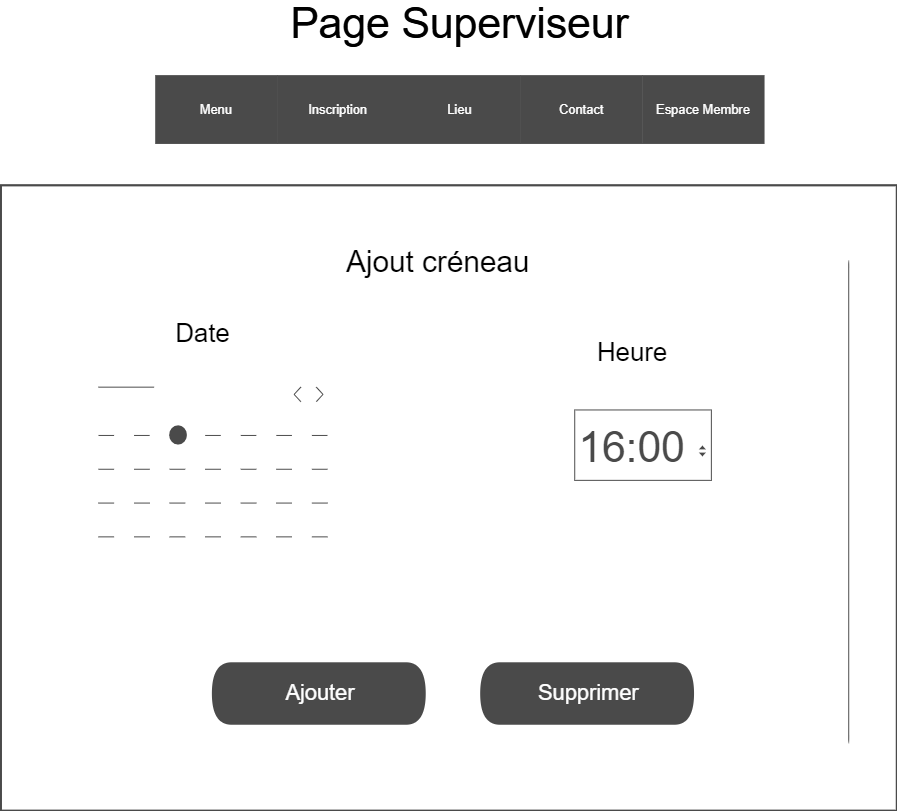 Page Superviseur
Menu Inscription Lieu Contact Espace Membre
Ajout créneau
Date
Heure
16:00
Ajouter Supprimer